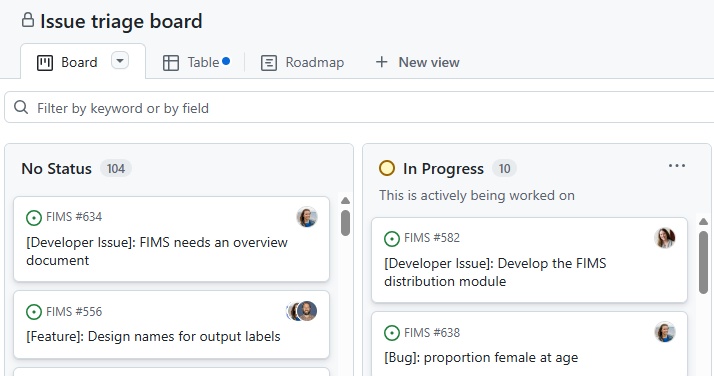 Issue triage board
Board
Table
Roadmap
New view
Filter by keyword or by field
No Status 104
FIMS #634
[Developer Issue]: FIMS needs an overview
document
FIMS #556
[Feature]: Design names for output labels
In Progress 10
This is actively being worked on
FIMS #582
[Developer Issue]: Develop the FIMS
distribution module
FIMS #638
[Bug]: proportion female at age